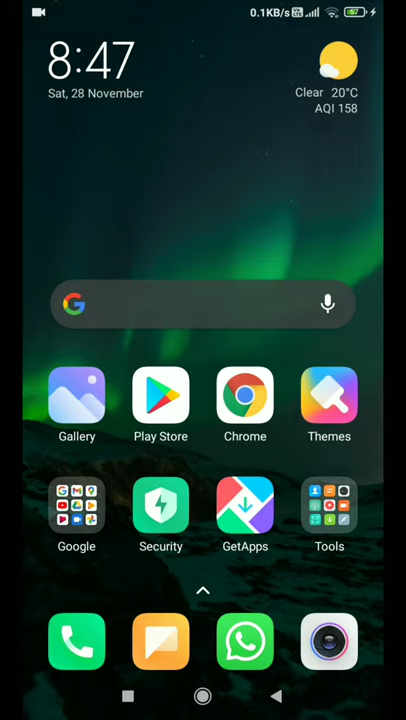 0.1KB/s
57
8:47
Sat, 28 November
Clear 20°C
AQI 158
Gallery
Play Store
Chrome
Themes
Google
Security
GetApps
Tools